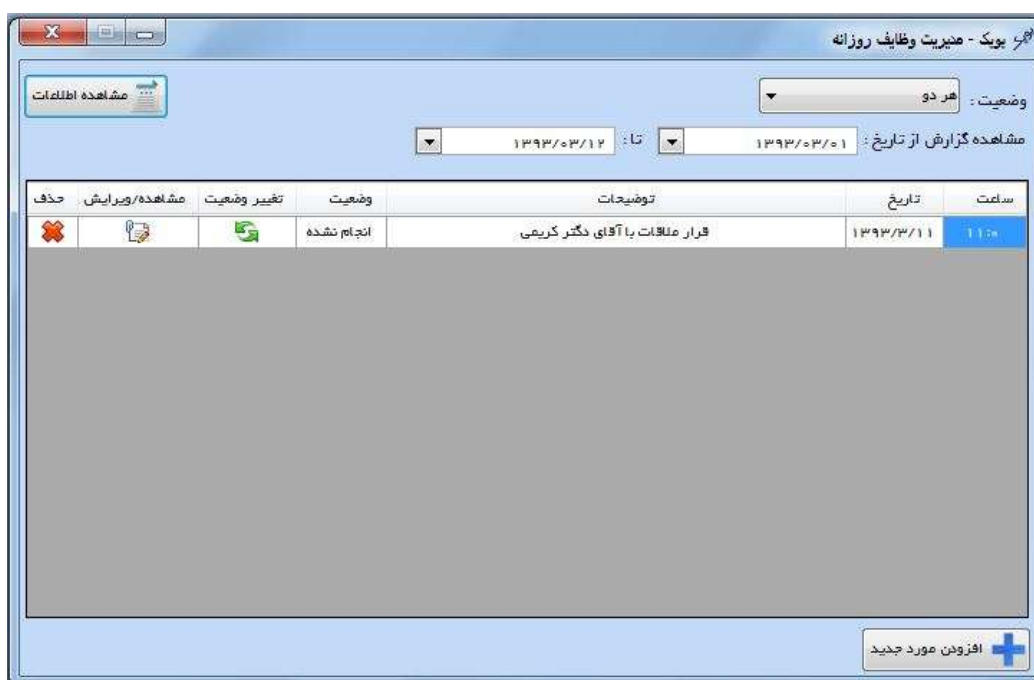 پویک - مدیریت وظایف روزانه
وضعیت : هر دو
مشاهده اطلاعات
مشاهده گزارش از تاریخ : ۱۳۹۳/۰۳/۰۱ تا : ۱۳۹۳/۰۳/۱۲
ساعت تاریخ توضیحات وضعیت تغییر وضعیت مشاهده/ویرایش حذف
۱۱:۰ ۱۳۹۳/۳/۱۱ قرار ملاقات با آقای دکتر کریمی انجام نشده
افزودن مورد جدید